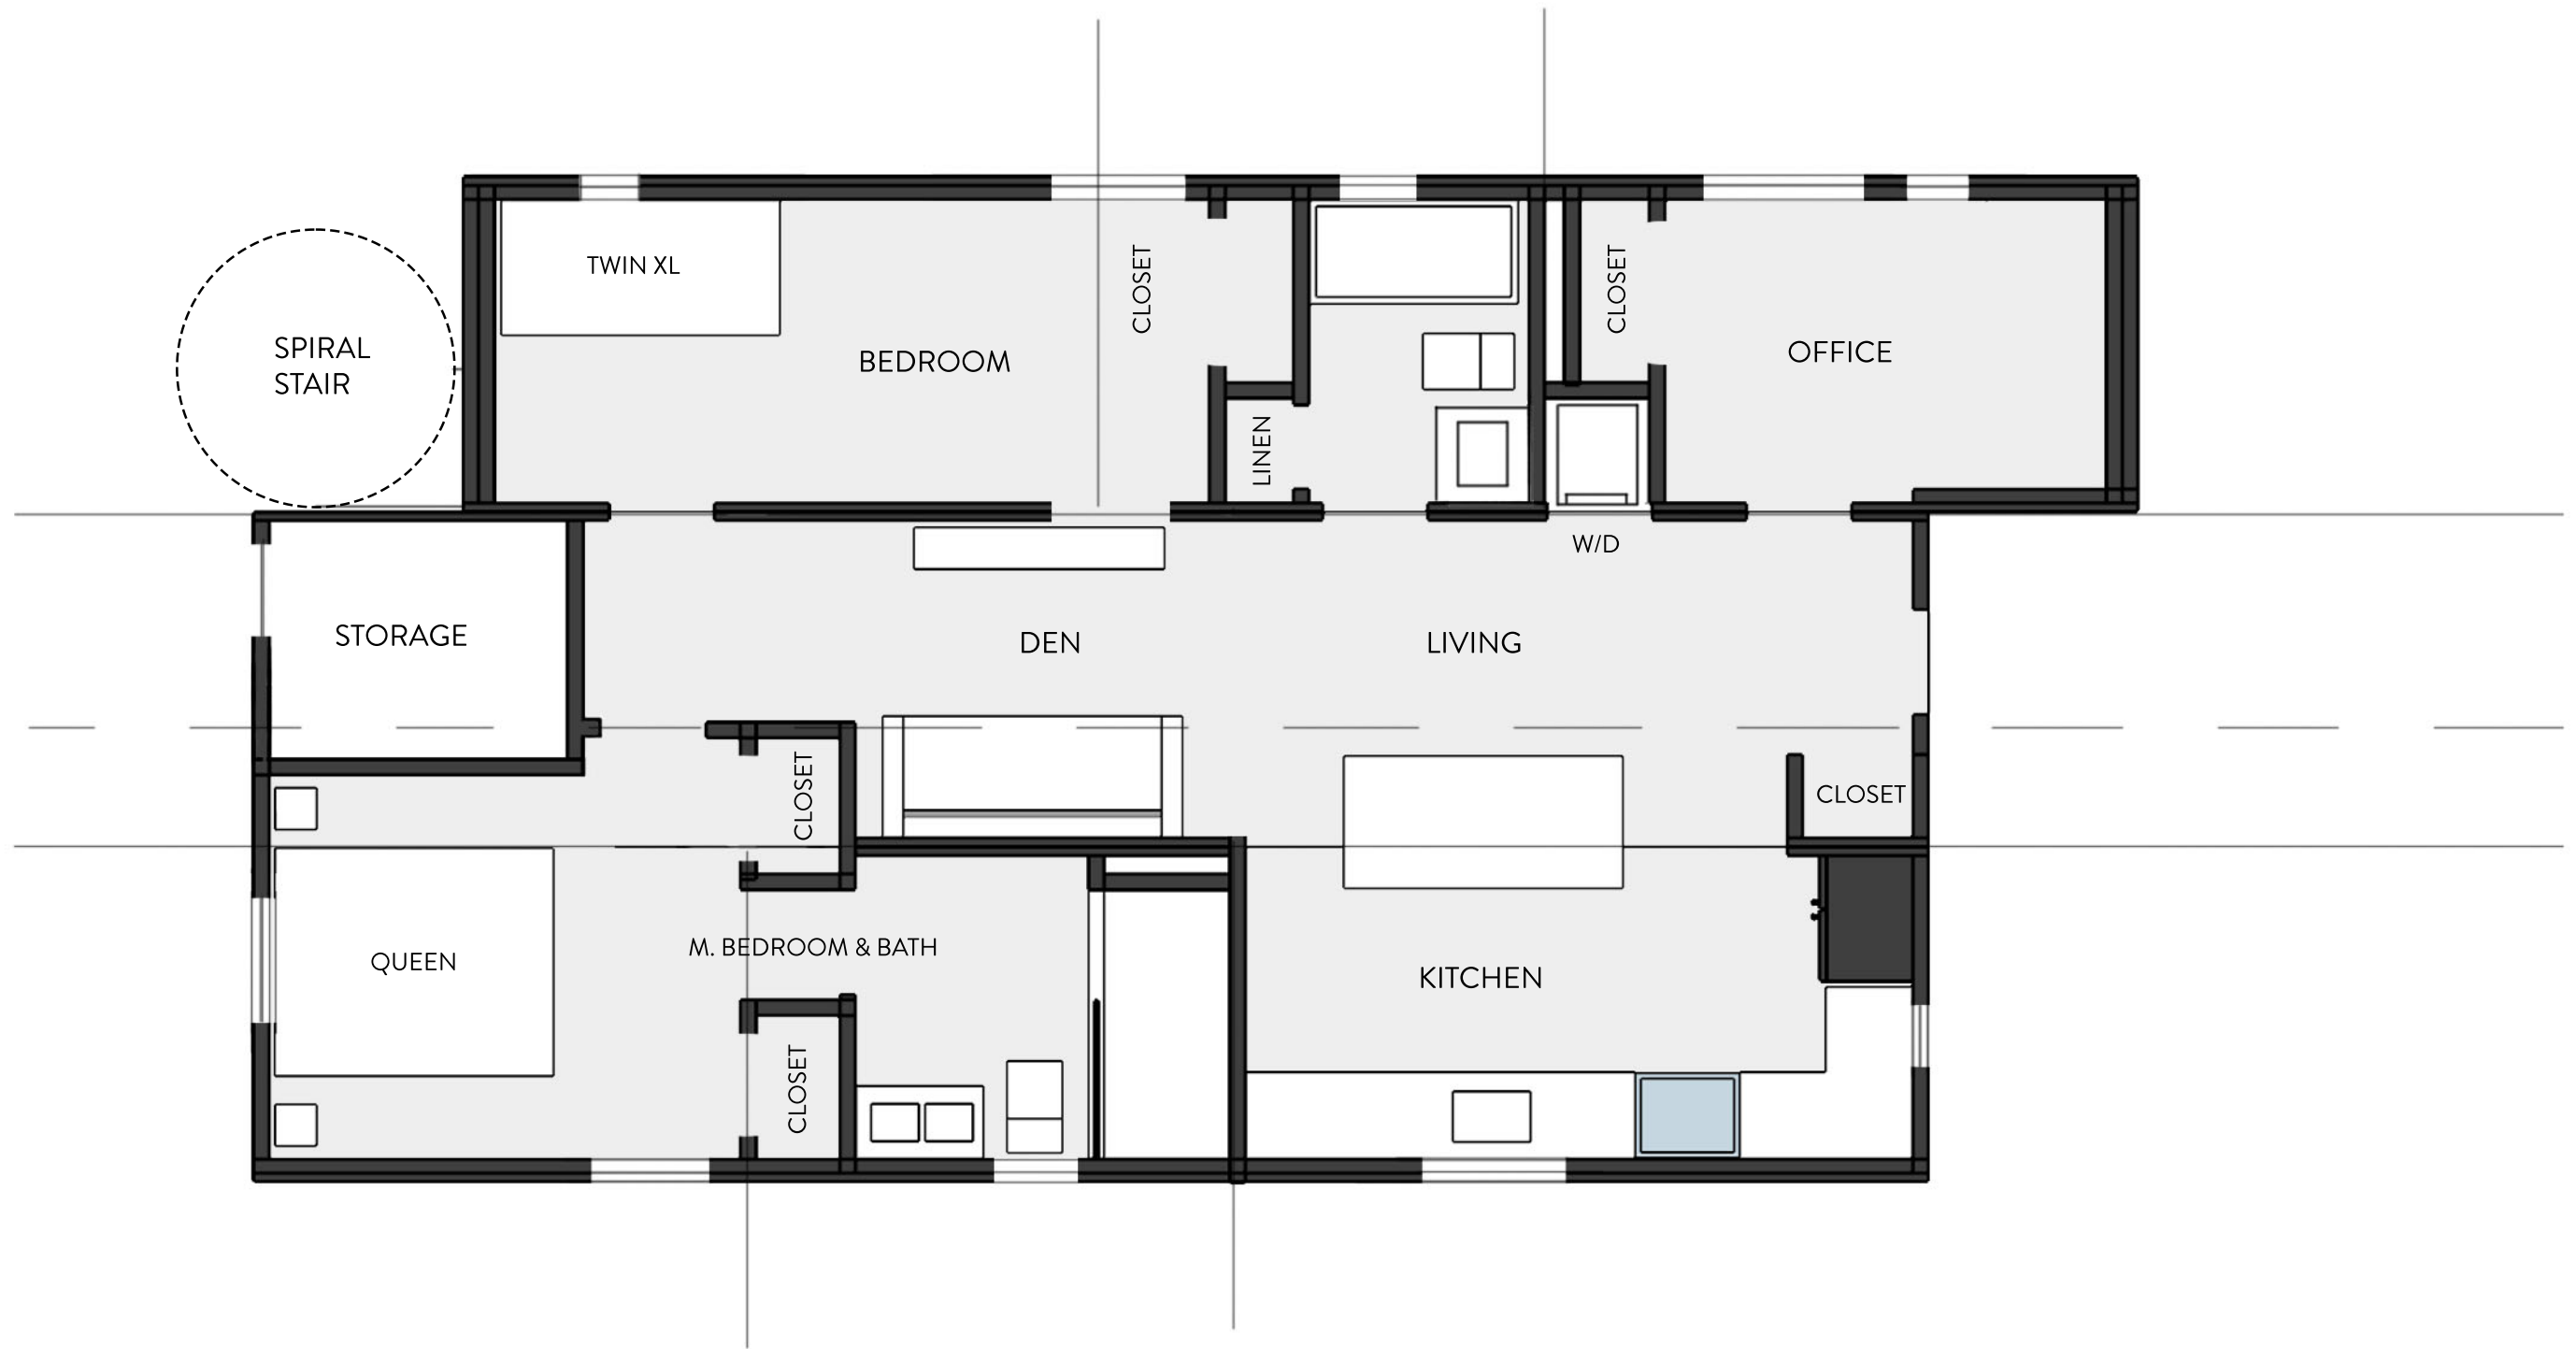 TWIN XL
CLOSET
CLOSET
SPIRAL
STAIR
BEDROOM
OFFICE
LINEN
W/D
STORAGE
DEN
LIVING
CLOSET
CLOSET
QUEEN
M. BEDROOM & BATH
KITCHEN
CLOSET